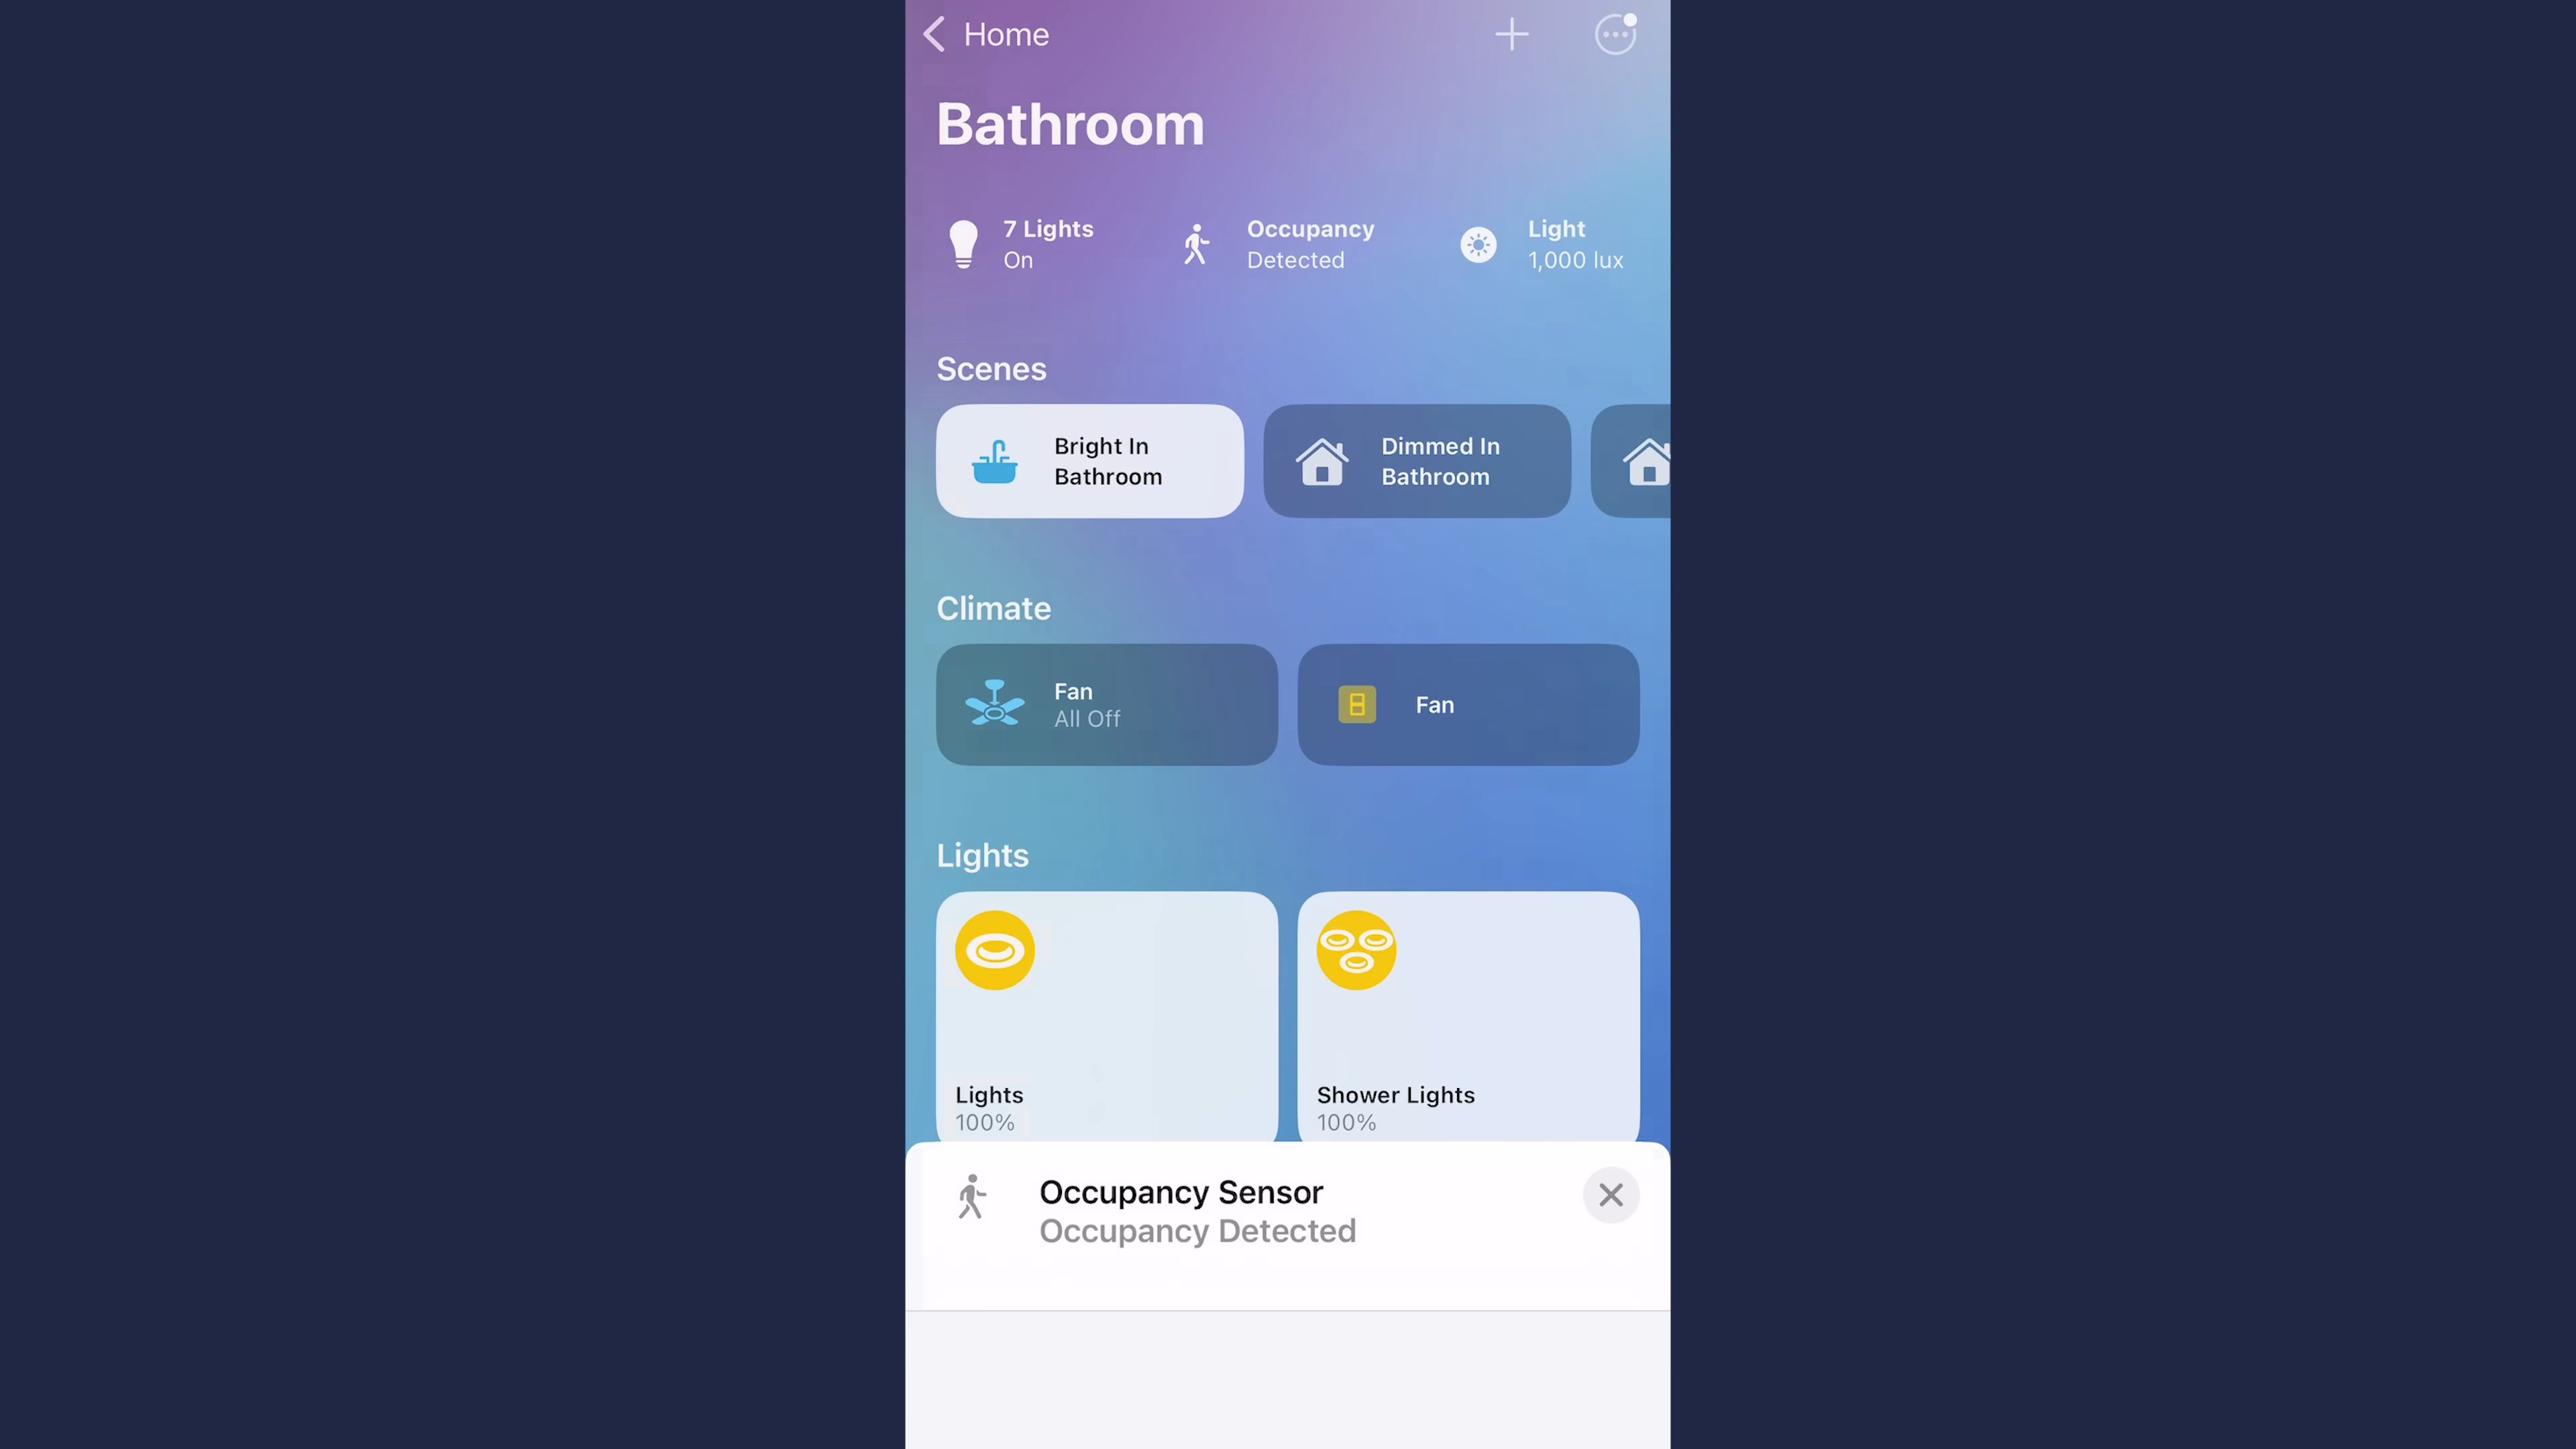 Home
Bathroom
7 Lights
On
Occupancy
Detected
Light
1,000 lux
Scenes
Bright In
Bathroom
Dimmed In
Bathroom
Climate
Fan
All Off
Fan
Lights
Lights
100%
Shower Lights
100%
Occupancy Sensor
Occupancy Detected